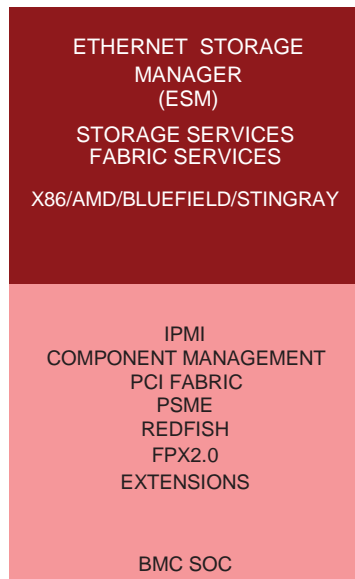 ETHERNET STORAGE
MANAGER
(ESM)
STORAGE SERVICES
FABRIC SERVICES
X86/AMD/BLUEFIELD/STINGRAY
IPMI
COMPONENT MANAGEMENT
PCI FABRIC
PSME
REDFISH
FPX2.0
EXTENSIONS
BMC SOC